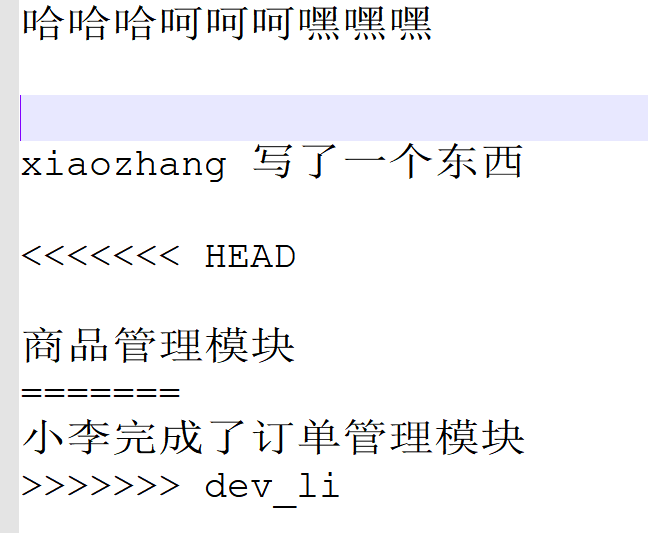 哈哈哈呵呵呵嘿嘿嘿
xiaozhang 写了一个东西
<<<<<<< HEAD
商品管理模块
=======
小李完成了订单管理模块
>>>>>>> dev_li